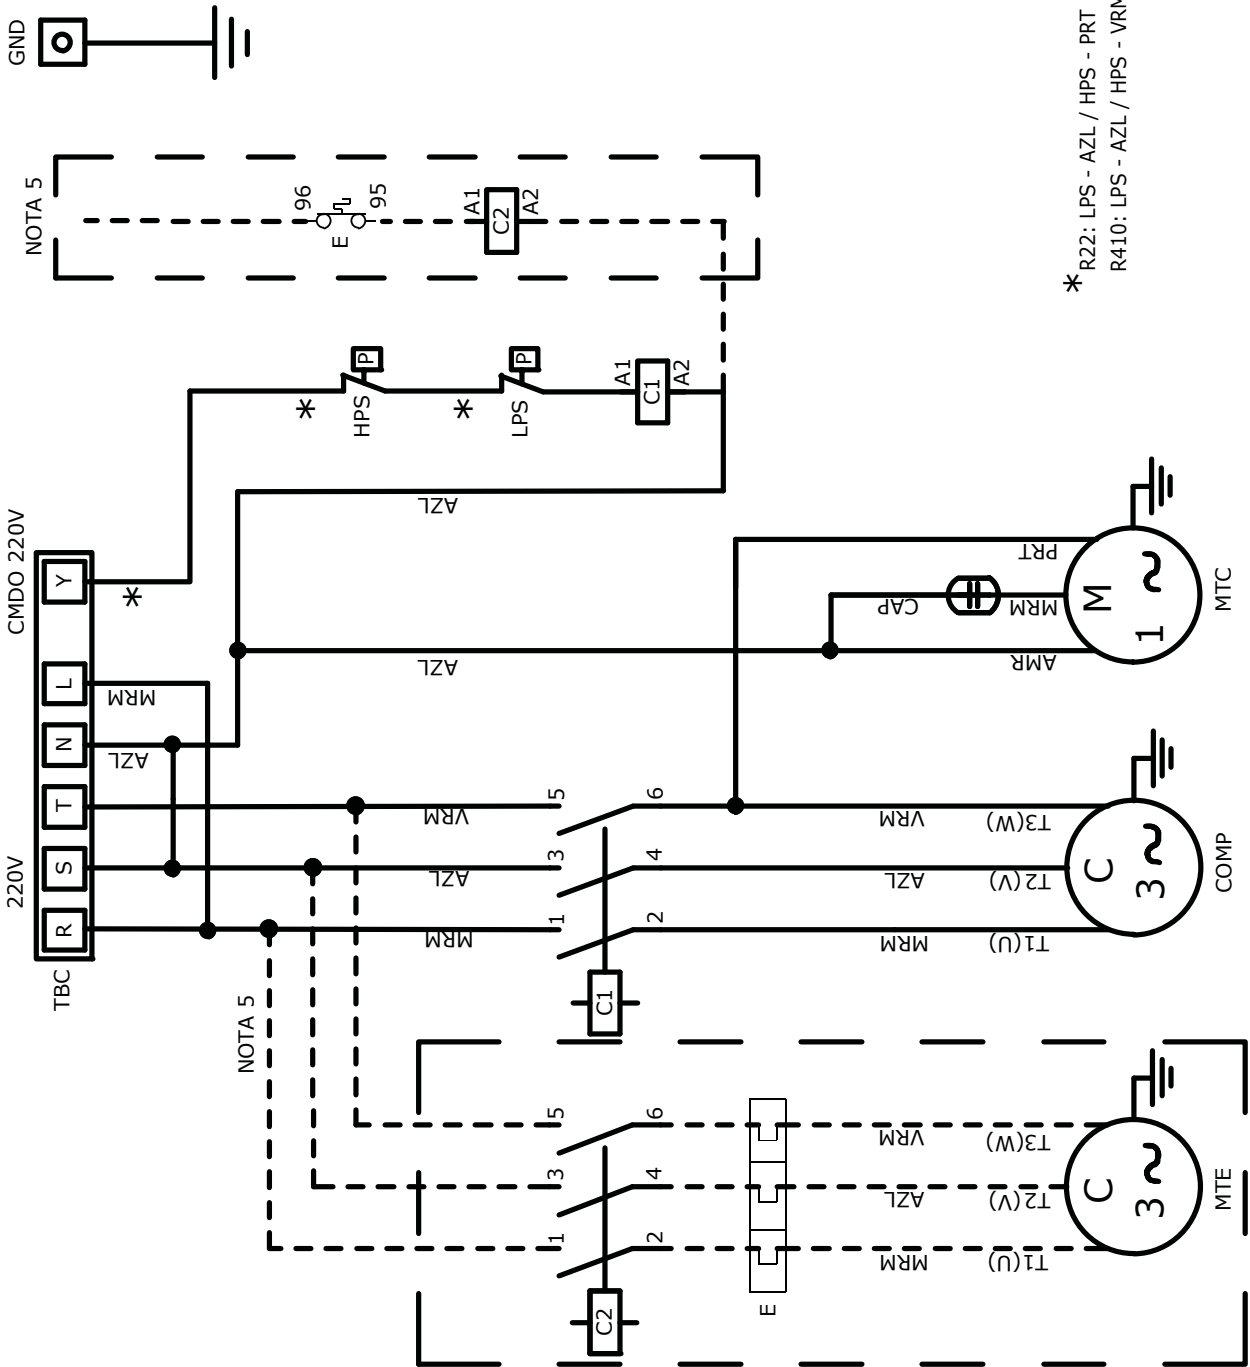 GND
NOTA 5
96
95
E
A1
C2
A2
P
P
HPS
LPS
*
*
A1
C1
A2
* R22: LPS - AZL / HPS - PRT
R410: LPS - AZL / HPS - VRM
CMDO 220V
220V
TBC
R
S
T
N
L
Y
*
MRM
AZL
AZL
AZL
PRT
CAP
MRM
AMR
M
1
MTC
VRM
AZL
MRM
5
3
1
6
4
2
C1
VRM
AZL
MRM
T3(W)
T2(V)
T1(U)
C
3
COMP
NOTA 5
5
3
1
6
4
2
C2
E
VRM
AZL
MRM
T3(W)
T2(V)
T1(U)
C
3
MTE